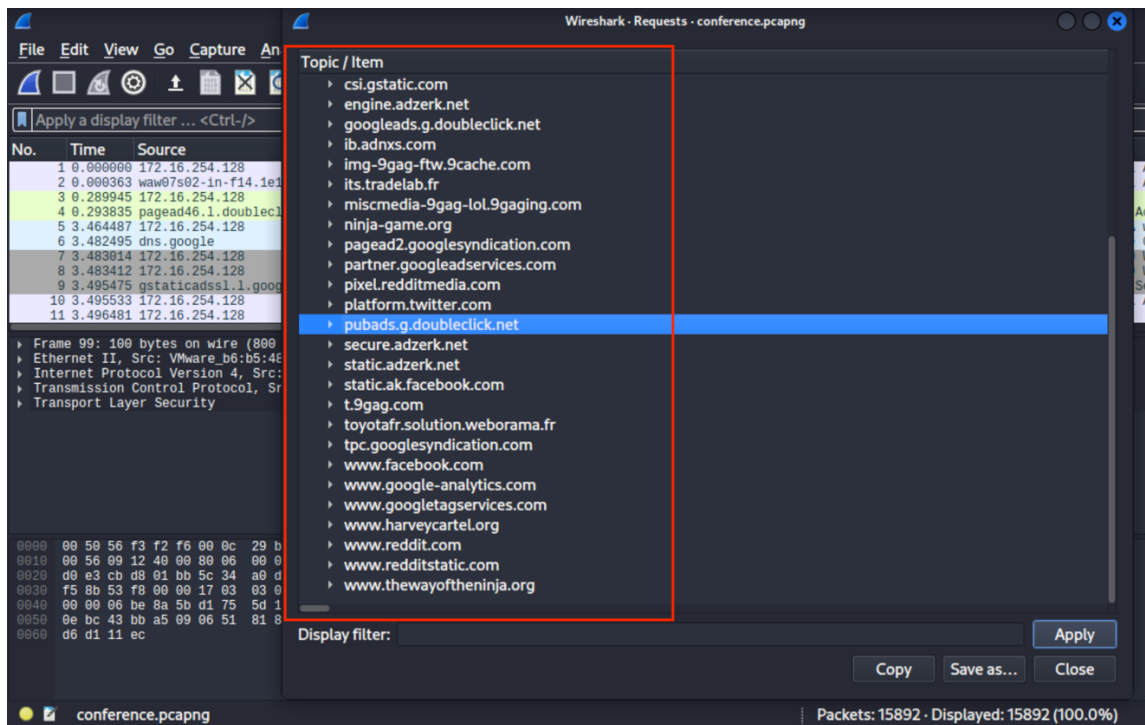 Wireshark · Requests · conference.pcapng
File Edit View Go Capture An
Apply a display filter … <Ctrl-/>
No. Time Source
1 0.000000 172.16.254.128
2 0.000363 waw07s02-in-f14.1e1
3 0.289945 172.16.254.128
4 0.293835 pagead46.l.doublecl
5 3.464487 172.16.254.128
6 3.482495 dns.google
7 3.483014 172.16.254.128
8 3.483412 172.16.254.128
9 3.495475 gstaticadssl.l.goog
10 3.495533 172.16.254.128
11 3.496481 172.16.254.128
Frame 99: 100 bytes on wire (800
Ethernet II, Src: VMware_b6:b5:48
Internet Protocol Version 4, Src:
Transmission Control Protocol, Sr
Transport Layer Security
0000 00 50 56 f3 f2 f6 00 0c 29 b
0010 00 56 09 12 40 00 80 06 00 0
0020 d0 e3 cb d8 01 bb 5c 34 a0 d
0030 f5 8b 53 f8 00 00 17 03 03 0
0040 00 00 06 be 8a 5b d1 75 5d 1
0050 0e bc 43 bb a5 09 06 51 81 8
0060 d6 d1 11 ec
Topic / Item
csi.gstatic.com
engine.adzerk.net
googleads.g.doubleclick.net
ib.adnxs.com
img-9gag-ftw.9cache.com
its.tradelab.fr
miscmedia-9gag-lol.9gaging.com
ninja-game.org
pagead2.googlesyndication.com
partner.googleadservices.com
pixel.redditmedia.com
platform.twitter.com
pubads.g.doubleclick.net
secure.adzerk.net
static.adzerk.net
static.ak.facebook.com
t.9gag.com
toyotafr.solution.weborama.fr
tpc.googlesyndication.com
www.facebook.com
www.google-analytics.com
www.googletagservices.com
www.harveycartel.org
www.reddit.com
www.redditstatic.com
www.thewayoftheninja.org
Display filter:
Apply
Copy Save as… Close
conference.pcapng
Packets: 15892 · Displayed: 15892 (100.0%)